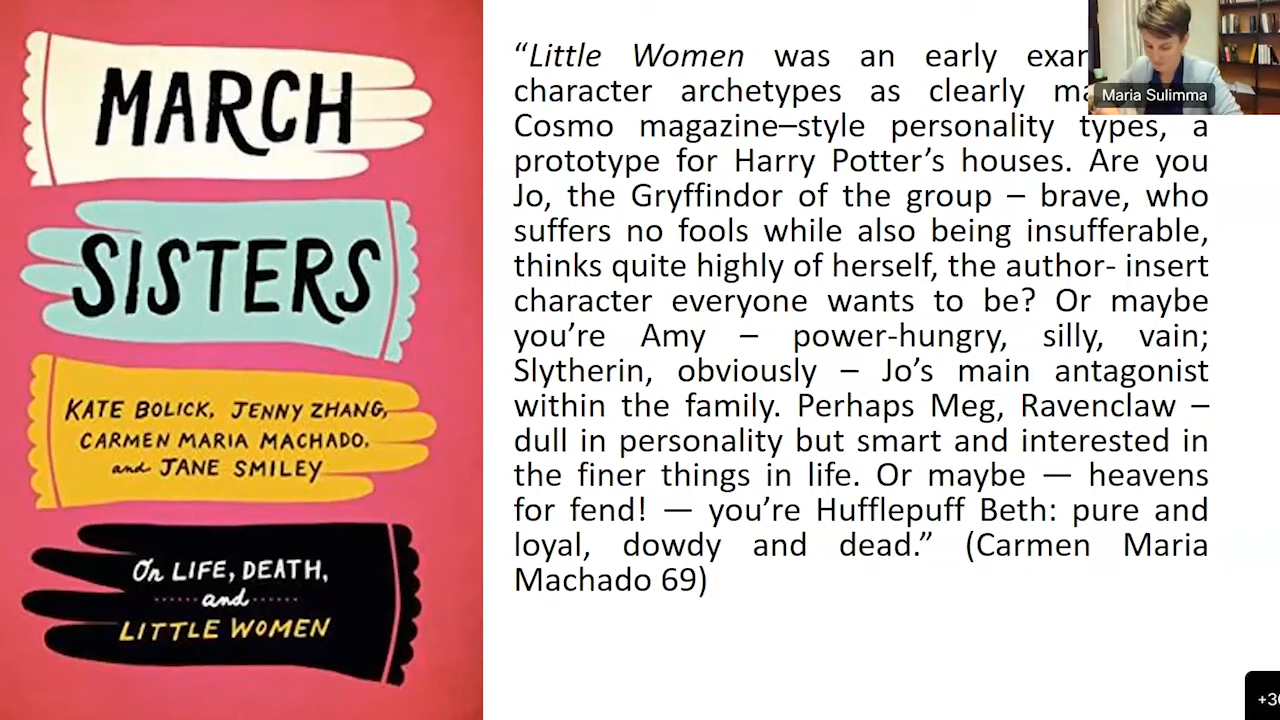 MARCH
SISTERS
KATE BOLICK, JENNY ZHANG,
CARMEN MARIA MACHADO,
and JANE SMILEY
On LIFE, DEATH,
and
LITTLE WOMEN
“Little Women was an early
character archetypes as clearly
Cosmo magazine–style personality types, a
prototype for Harry Potter’s houses. Are you
Jo, the Gryffindor of the group – brave, who
suffers no fools while also being insufferable,
thinks quite highly of herself, the author- insert
character everyone wants to be? Or maybe
you’re Amy – power-hungry, silly, vain;
Slytherin, obviously – Jo’s main antagonist
within the family. Perhaps Meg, Ravenclaw –
dull in personality but smart and interested in
the finer things in life. Or maybe — heavens
for fend! — you’re Hufflepuff Beth: pure and
loyal, dowdy and dead.” (Carmen Maria
Machado 69)
Maria Sulimma